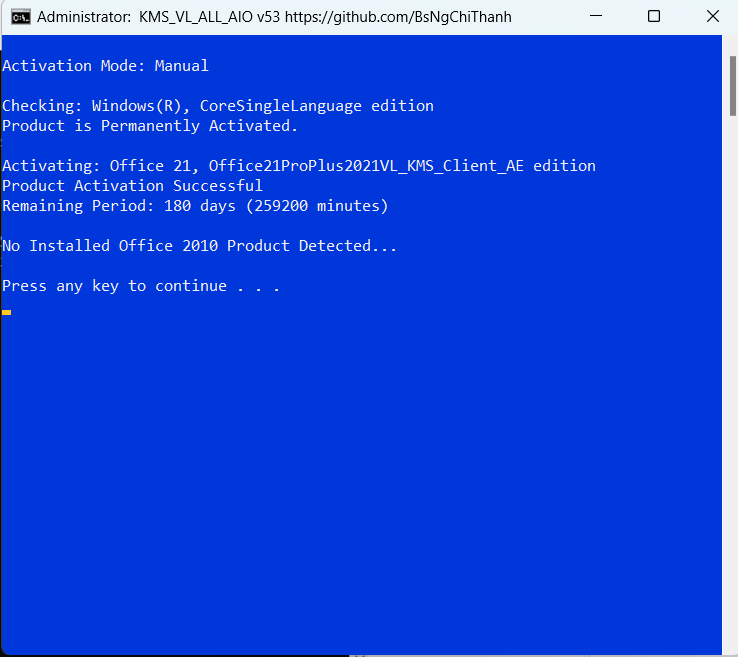 Administrator: KMS_VL_ALL_AIO v53 https://github.com/BsNgChiThanh
Activation Mode: Manual
Checking: Windows(R), CoreSingleLanguage edition
Product is Permanently Activated.
Activating: Office 21, Office21ProPlus2021VL_KMS_Client_AE edition
Product Activation Successful
Remaining Period: 180 days (259200 minutes)
No Installed Office 2010 Product Detected...
Press any key to continue . . .